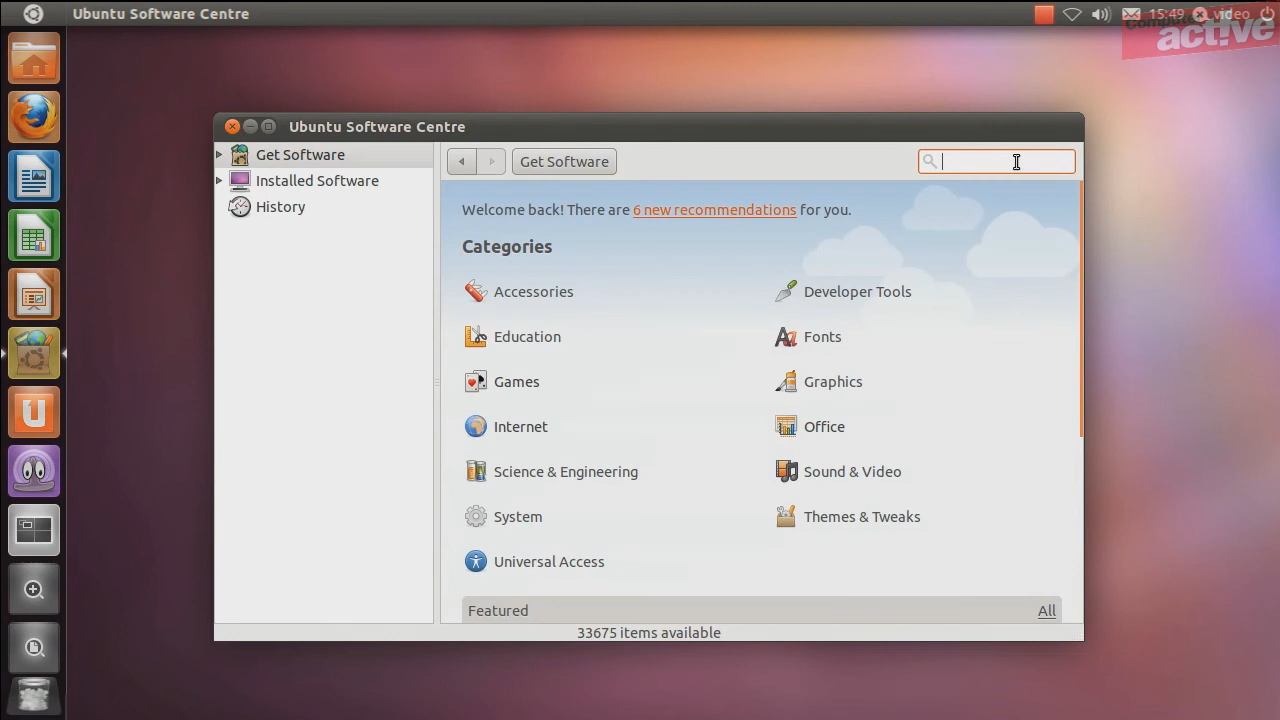 Ubuntu Software Centre
15:49 video
Computer
active
Ubuntu Software Centre
Get Software
Installed Software
History
Get Software
Welcome back! There are 6 new recommendations for you.
Categories
Accessories
Developer Tools
Education
Fonts
Games
Graphics
Internet
Office
Science & Engineering
Sound & Video
System
Themes & Tweaks
Universal Access
Featured
All
33675 items available